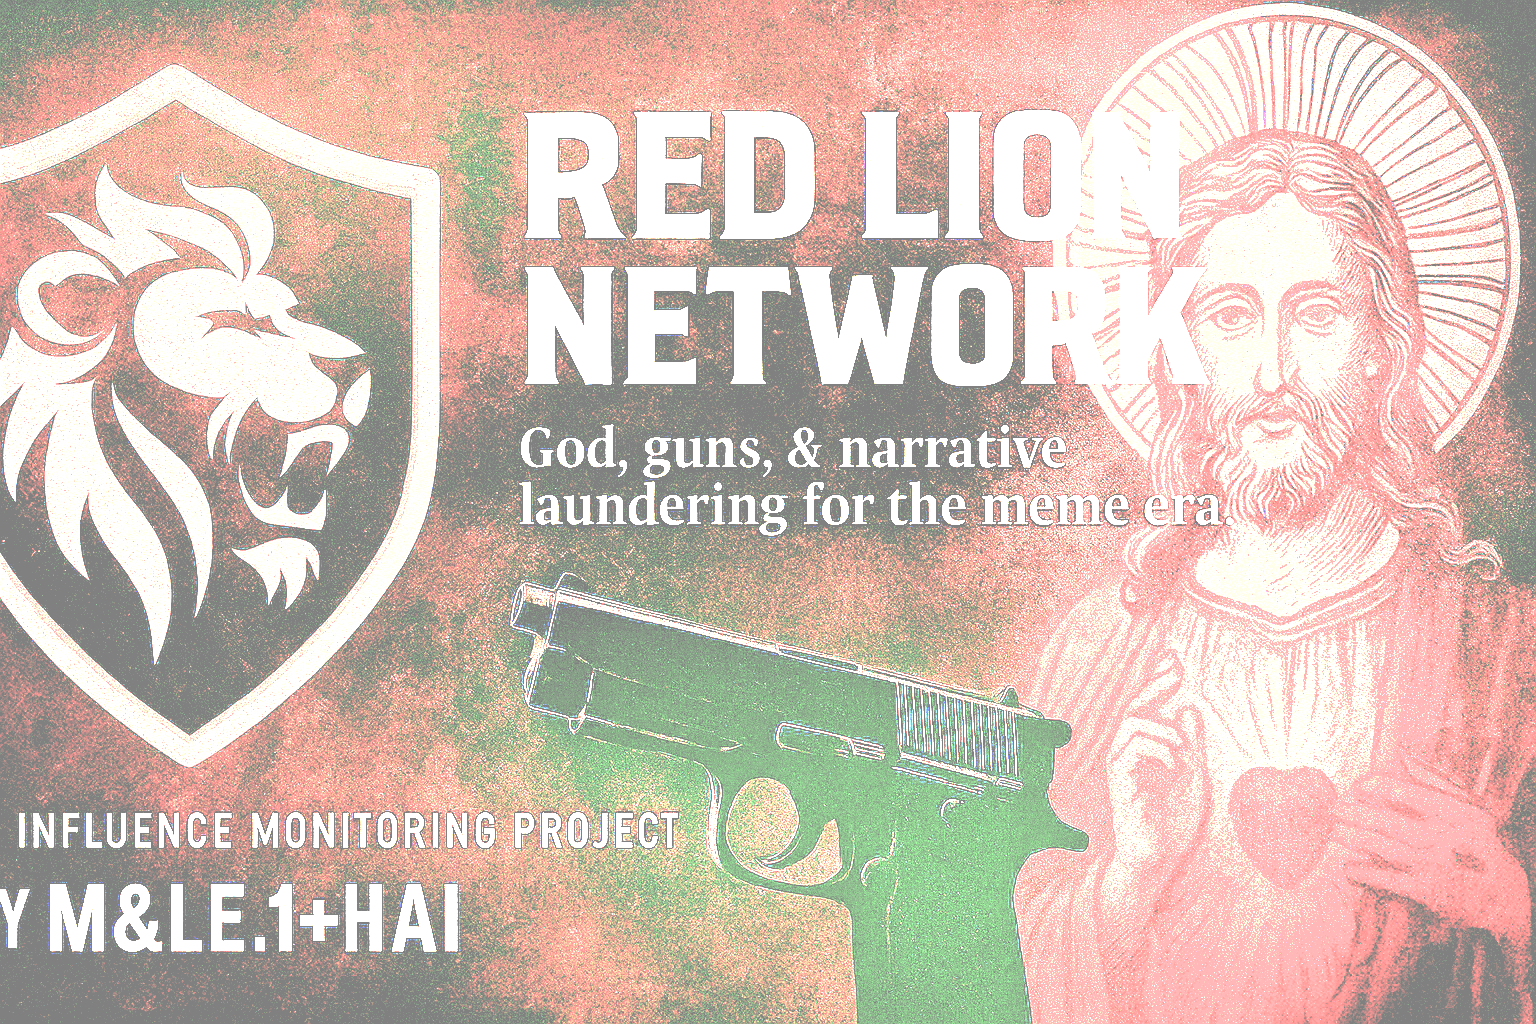 RED LION
NETWORK
God, guns, & narrative
laundering for the meme era.
INFLUENCE MONITORING PROJECT
Y M&LE.1+HAI